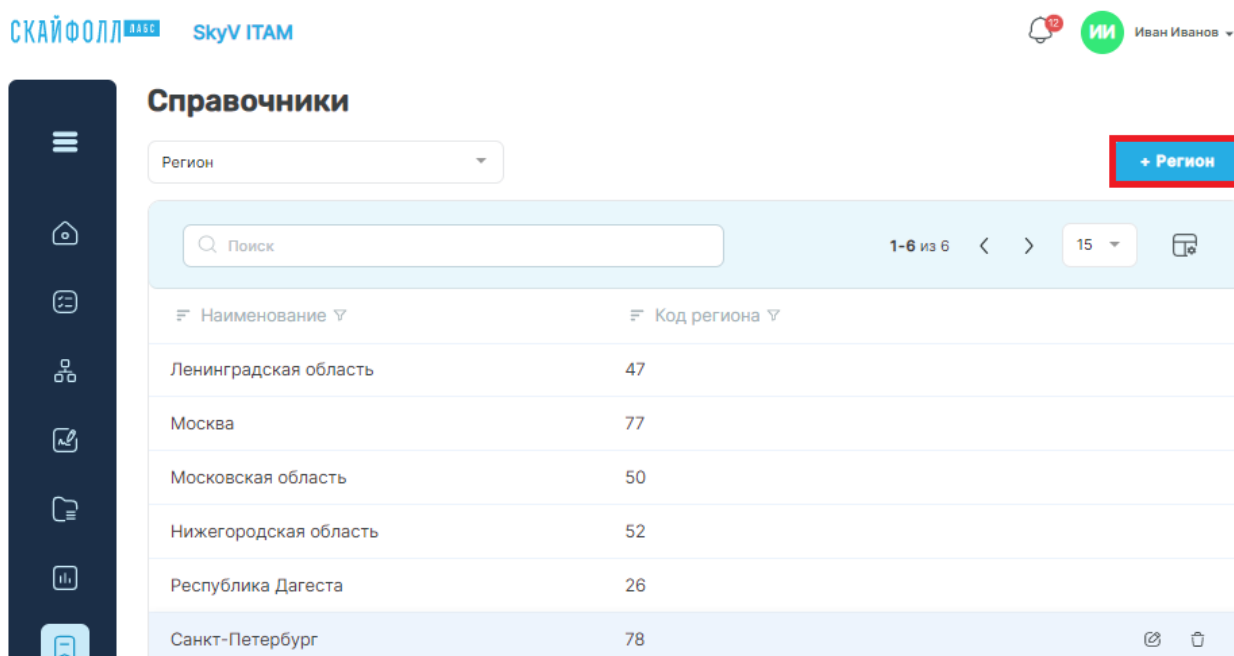 СКАЙФОЛЛ ЛАБС SkyV ITAM 12 ИИ Иван Иванов
Справочники
Регион + Регион
Поиск 1-6 из 6 15
Наименование Код региона
Ленинградская область 47
Москва 77
Московская область 50
Нижегородская область 52
Республика Дагеста 26
Санкт-Петербург 78